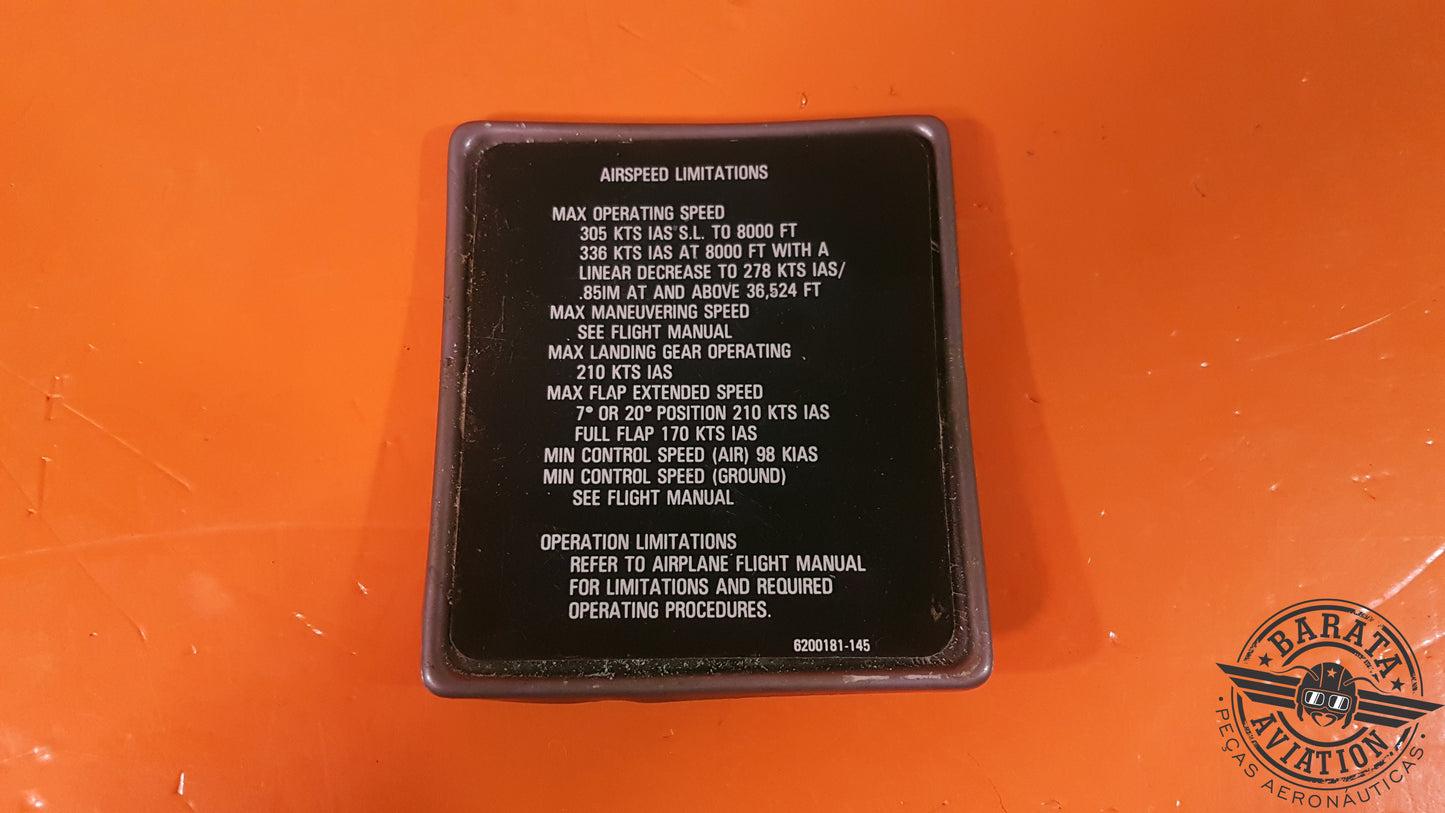 AIRSPEED LIMITATIONS
MAX OPERATING SPEED
305 KTS IAS S.L. TO 8000 FT
336 KTS IAS AT 8000 FT WITH A
LINEAR DECREASE TO 278 KTS IAS/
.851M AT AND ABOVE 36,524 FT
MAX MANEUVERING SPEED
SEE FLIGHT MANUAL
MAX LANDING GEAR OPERATING
210 KTS IAS
MAX FLAP EXTENDED SPEED
7° OR 20° POSITION 210 KTS IAS
FULL FLAP 170 KTS IAS
MIN CONTROL SPEED (AIR) 98 KIAS
MIN CONTROL SPEED (GROUND)
SEE FLIGHT MANUAL
OPERATION LIMITATIONS
REFER TO AIRPLANE FLIGHT MANUAL
FOR LIMITATIONS AND REQUIRED
OPERATING PROCEDURES.
6200181-145
BARATA
AVIATION
· PEÇAS AERONÁUTICAS ·